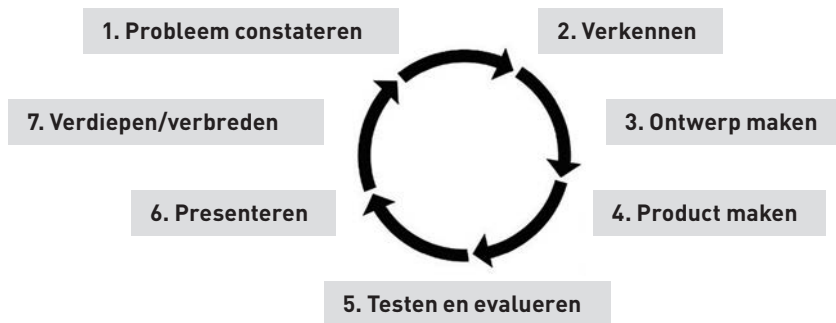 1. Probleem constateren
2. Verkennen
3. Ontwerp maken
4. Product maken
5. Testen en evalueren
6. Presenteren
7. Verdiepen/verbreden